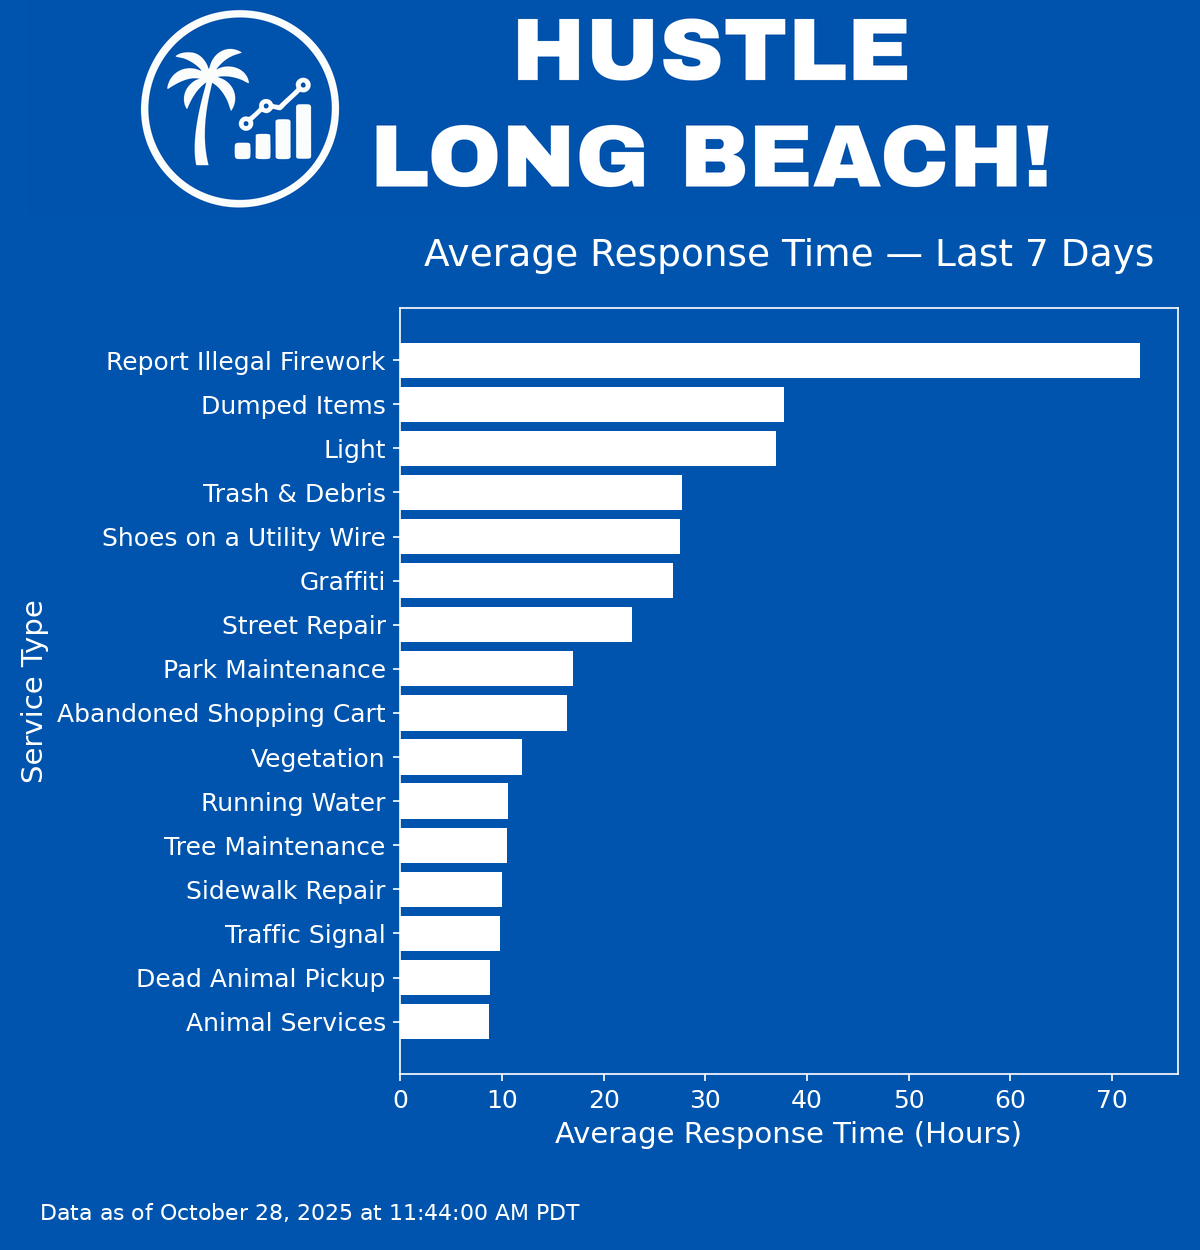 HUSTLE
LONG BEACH!
Average Response Time — Last 7 Days
Service Type
Report Illegal Firework
Dumped Items
Light
Trash & Debris
Shoes on a Utility Wire
Graffiti
Street Repair
Park Maintenance
Abandoned Shopping Cart
Vegetation
Running Water
Tree Maintenance
Sidewalk Repair
Traffic Signal
Dead Animal Pickup
Animal Services
0 10 20 30 40 50 60 70
Average Response Time (Hours)
Data as of October 28, 2025 at 11:44:00 AM PDT